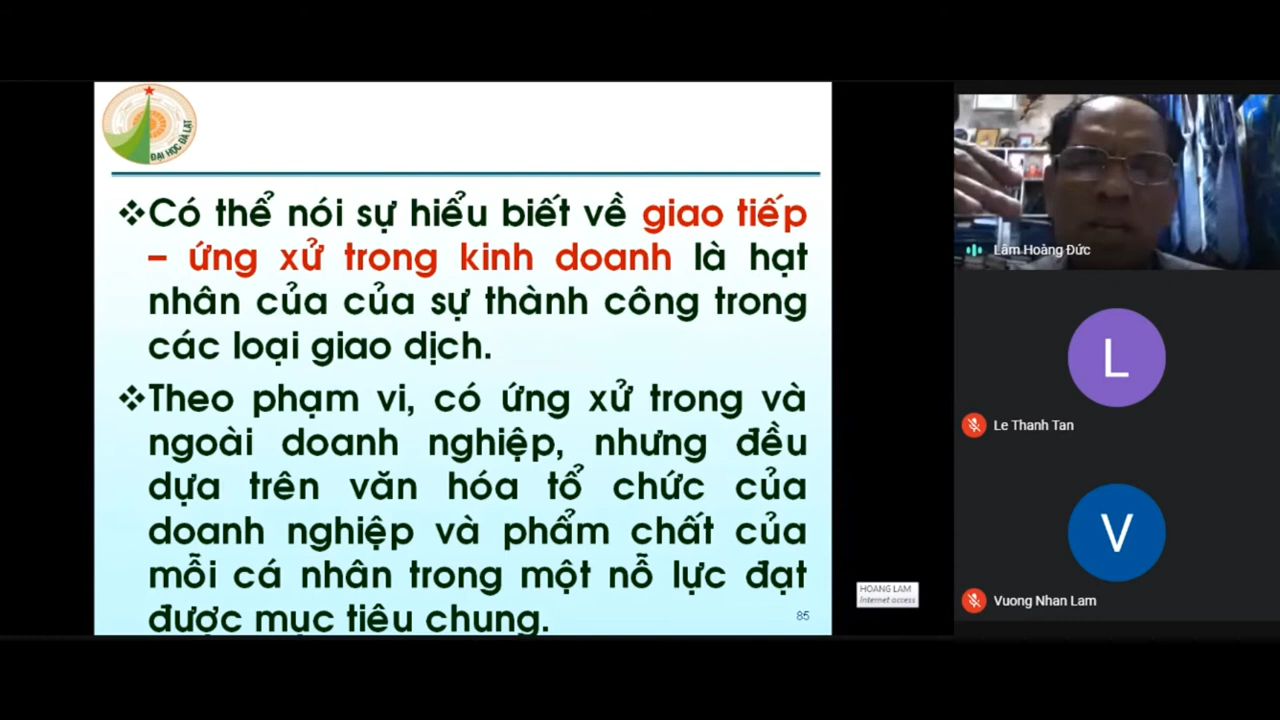 ĐẠI HỌC ĐÀ LẠT
❖Có thể nói sự hiểu biết về giao tiếp
– ứng xử trong kinh doanh là hạt
nhân của của sự thành công trong
các loại giao dịch.
❖Theo phạm vi, có ứng xử trong và
ngoài doanh nghiệp, nhưng đều
dựa trên văn hóa tổ chức của
doanh nghiệp và phẩm chất của
mỗi cá nhân trong một nỗ lực đạt
được mục tiêu chung.
85
HOANG LAM
Internet access
Lâm Hoàng Đức
L
Le Thanh Tan
V
Vuong Nhan Lam